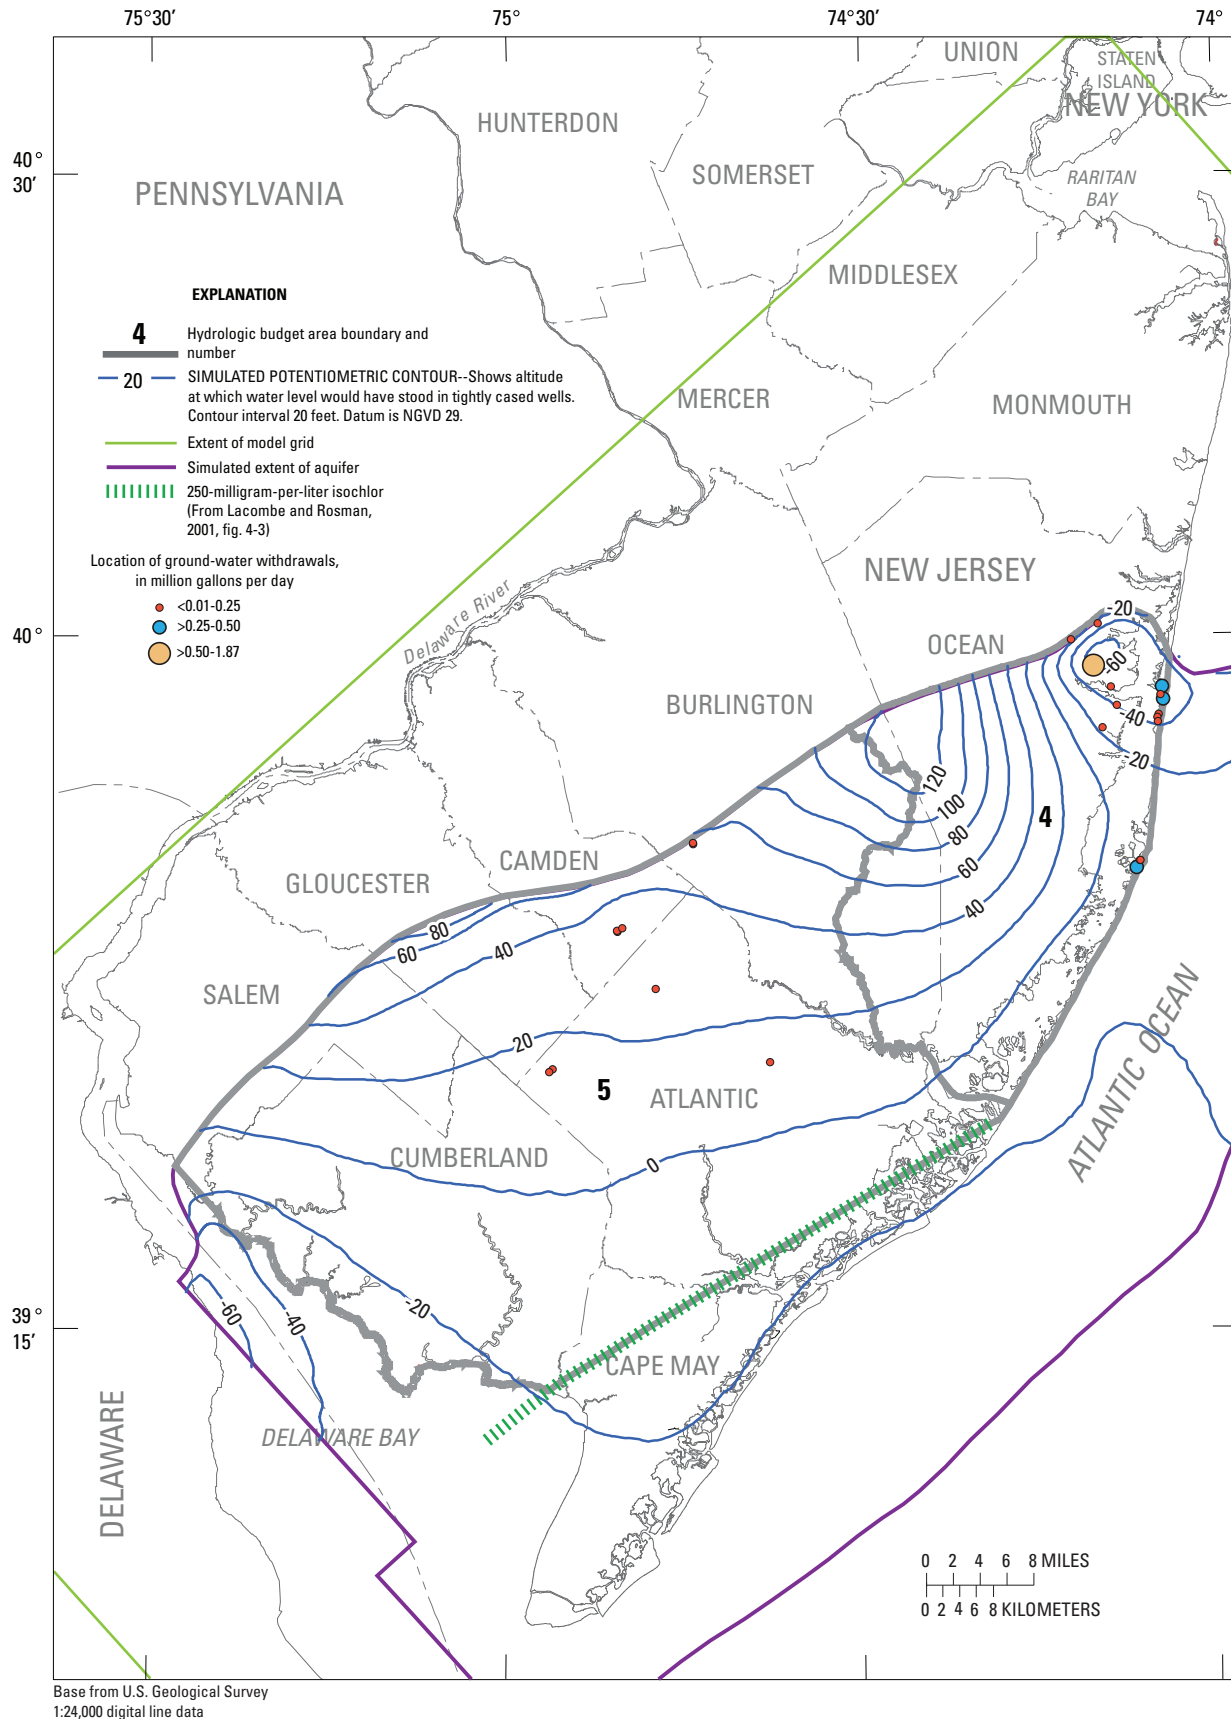 75°30’ 75° 74°30’ 74°
UNION
STATEN
ISLAND
NEW YORK
HUNTERDON
40°
30’
SOMERSET
RARITAN
BAY
PENNSYLVANIA
MIDDLESEX
EXPLANATION
4 Hydrologic budget area boundary and
number
20 SIMULATED POTENTIOMETRIC CONTOUR--Shows altitude
at which water level would have stood in tightly cased wells.
Contour interval 20 feet. Datum is NGVD 29.
Extent of model grid
Simulated extent of aquifer
250-milligram-per-liter isochlor
(From Lacombe and Rosman,
2001, fig. 4-3)
Location of ground-water withdrawals,
in million gallons per day
<0.01-0.25
>0.25-0.50
>0.50-1.87
MERCER
MONMOUTH
NEW JERSEY
Delaware River
-20
40°
OCEAN
-60
BURLINGTON
-40
-20
120
100
4
80
CAMDEN
60
GLOUCESTER
40
80
60
40
SALEM
20
ATLANTIC OCEAN
5
ATLANTIC
CUMBERLAND
0
-20
-60
-40
39°
15’
CAPE MAY
DELAWARE
DELAWARE BAY
0 2 4 6 8 MILES
0 2 4 6 8 KILOMETERS
Base from U.S. Geological Survey
1:24,000 digital line data